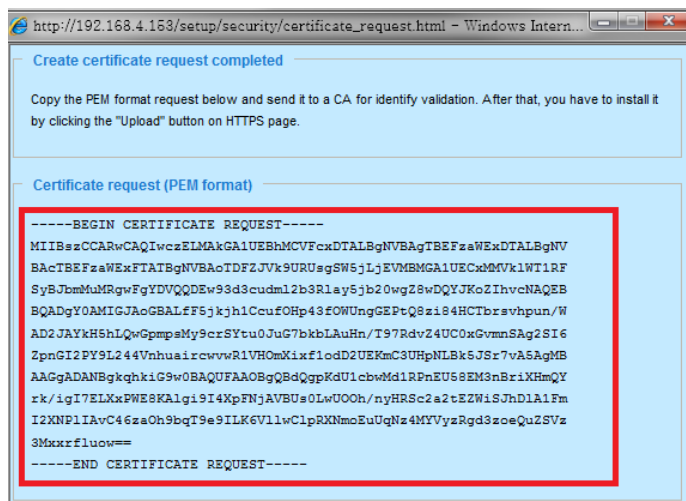 http://192.168.4.153/setup/security/certificate_request.html - Windows Intern...
Create certificate request completed
Copy the PEM format request below and send it to a CA for identify validation. After that, you have to install it
by clicking the "Upload" button on HTTPS page.
Certificate request (PEM format)
-----BEGIN CERTIFICATE REQUEST-----
MIIBszCCARwCAQIwczELMAkGA1UEBhMCVFcxDTALBgNVBAgTBEFzaWExDTALBgNV
BAcTBEFzaWExFTATBgNVBAoTDFZJVk9URUsgSW5jLjEVMBMGA1UECxMMVklWT1RF
SyBJbmMuMRgwFgYDVQQDEw93d3cudml2b3Rlay5jb20wgZ8wDQYJKoZIhvcNAQEB
BQADgY0AMIGJAoGBALfF5jkjh1CcufOHp43fOWUngGEPtQ8zi84HCTbrsvhpun/W
AD2JAYkH5hLQwGpmpsMy9crSYtu0JuG7bkbLAuHn/T97RdvZ4UC0xGvmnSAg2SI6
ZpnGI2PY9L244VnhuaircwvwR1VHOmXixf1odD2UEKmC3UHpNLBk5JSr7vA5AgMB
AAGgADANBgkqhkiG9w0BAQUFAAOBgQBdQgpKdU1cbwMd1RPnEU58EM3nBriXHmQY
rk/igI7ELXxPWE8KAlgi9I4XpFNjAVBUs0LwUOOh/nyHRSc2a2tEZWiSJhDlA1Fm
I2XNPlIAvC46zaOh9bqT9e9ILK6VllwClpRXNmoEuUqNz4MYVyzRgd3zoeQuZSVz
3Mxxrfluow==
-----END CERTIFICATE REQUEST-----